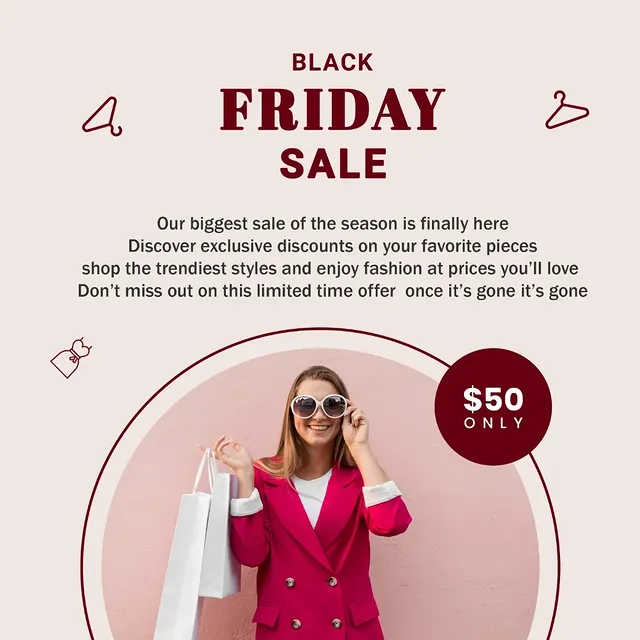 BLACK
FRIDAY
SALE
Our biggest sale of the season is finally here
Discover exclusive discounts on your favorite pieces
shop the trendiest styles and enjoy fashion at prices you’ll love
Don’t miss out on this limited time offer  once it’s gone it’s gone
$50
ONLY